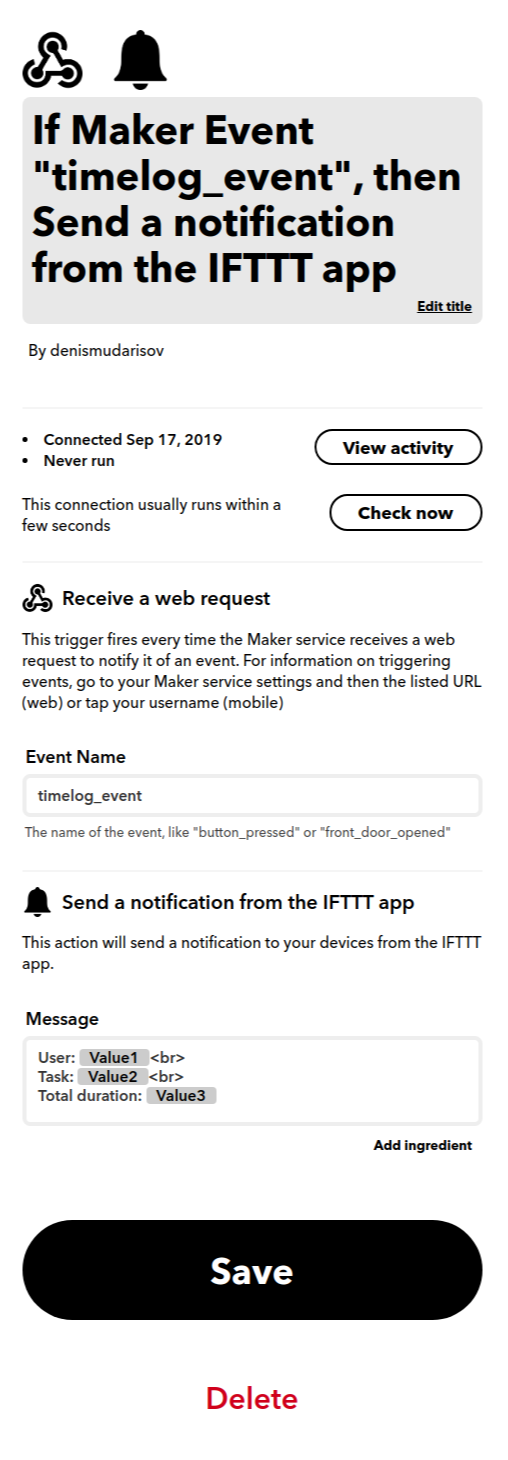 If Maker Event
"timelog_event", then
Send a notification
from the IFTTT app
Edit title
By denismudarisov
• Connected Sep 17, 2019
• Never run
View activity
This connection usually runs within a
few seconds
Check now
Receive a web request
This trigger fires every time the Maker service receives a web
request to notify it of an event. For information on triggering
events, go to your Maker service settings and then the listed URL
(web) or tap your username (mobile)
Event Name
timelog_event
The name of the event, like "button_pressed" or "front_door_opened"
Send a notification from the IFTTT app
This action will send a notification to your devices from the IFTTT
app.
Message
User: Value1 <br>
Task: Value2 <br>
Total duration: Value3
Add ingredient
Save
Delete